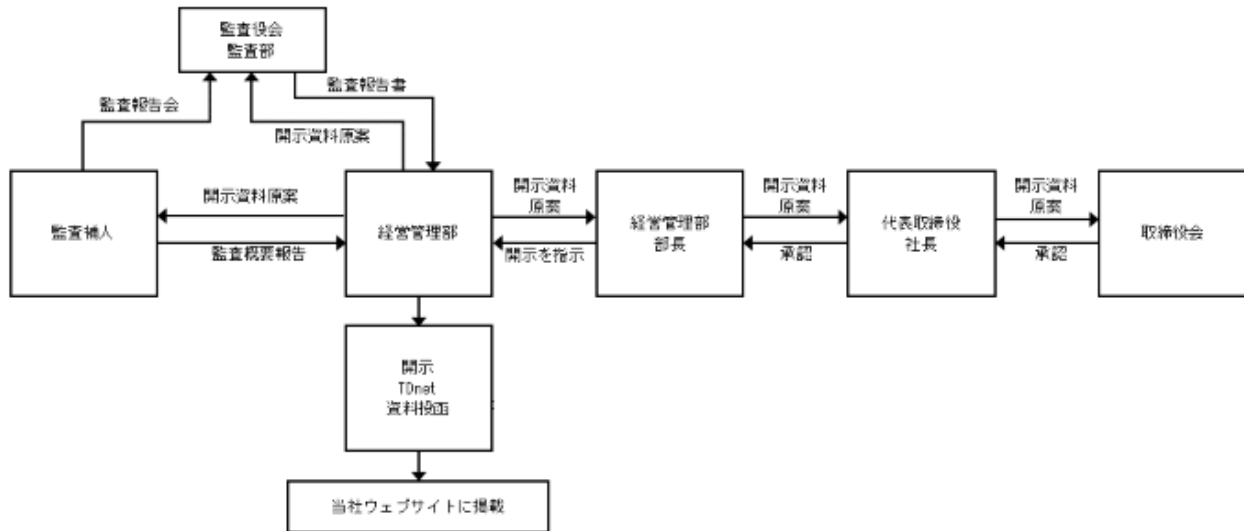 監査役会
監査部
監査報告書
監査報告会
開示資料原案
開示資料原案
監査補人
監査概要報告
経営管理部
開示資料
原案
開示を指示
経営管理部
部長
開示資料
原案
承認
代表取締役
社長
開示資料
原案
承認
取締役会
開示
TDnet
資料投函
当社ウェブサイトに掲載